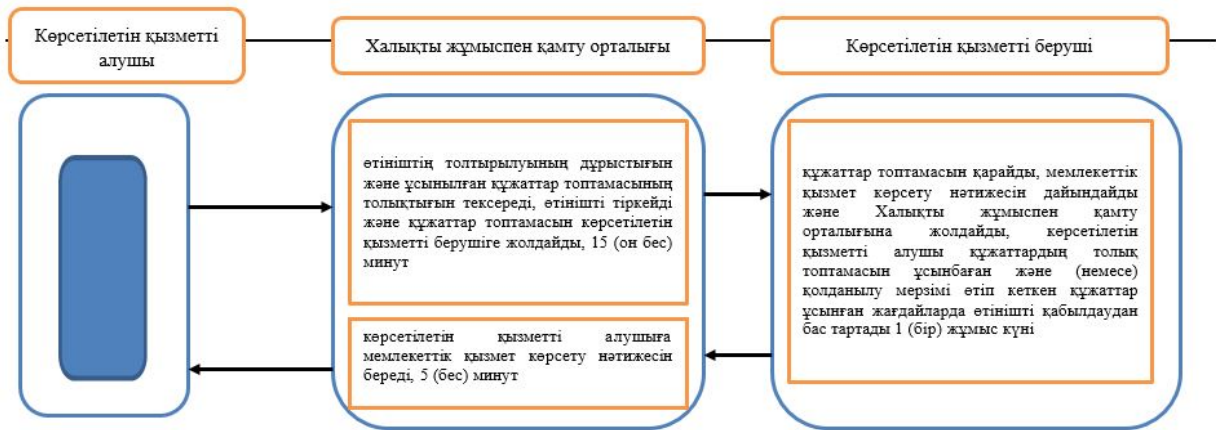 Көрсетілетін қызметті
алушы
Халықты жұмыспен қамту орталығы
Көрсетілетін қызметті беруші
өтініштің толтырылуының дұрыстығын
және ұсынылған құжаттар топтамасының
толықтығын тексереді, өтінішті тіркейді
және құжаттар топтамасын көрсетілетін
қызметті берушіге жолдайды, 15 (он бес)
минут
көрсетілетін қызметті алушыға
мемлекеттік қызмет көрсету нәтижесін
береді, 5 (бес) минут
құжаттар топтамасын қарайды, мемлекеттік
қызмет көрсету нәтижесін дайындайды
және Халықты жұмыспен қамту
орталығына жолдайды, көрсетілетін
қызметті алушы құжаттардың толық
топтамасын ұсынбаған және (немесе)
қолданылу мерзімі өтіп кеткен құжаттар
ұсынған жағдайларда өтінішті қабылдаудан
бас тартады 1 (бір) жұмыс күні